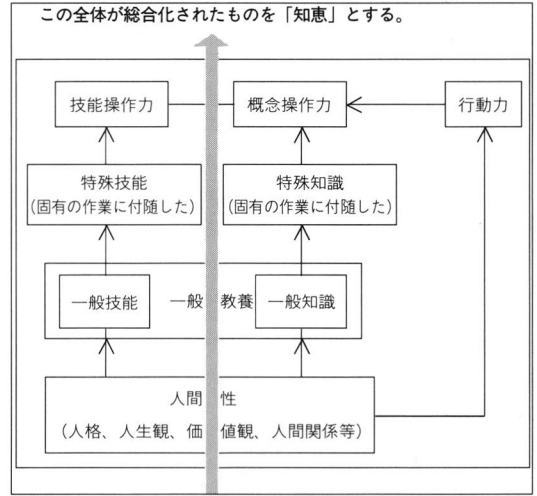 この全体が総合化されたものを「知恵」とする。
技能操作力
概念操作力
行動力
特殊技能
(固有の作業に付随した)
特殊知識
(固有の作業に付随した)
一般技能
一般教養
一般知識
人間性
(人格、人生観、価値観、人間関係等)